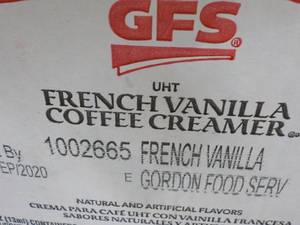 GFS®
UHT
FRENCH VANILLA
COFFEE CREAMER
By 1002665 FRENCH VANILLA
EP/2020 E GORDON FOOD SERV
NATURAL AND ARTIFICIAL FLAVORS
CREMA PARA CAFÉ UHT CON VAINILLA FRANCESA
SABORES NATURALES Y
(13ml)